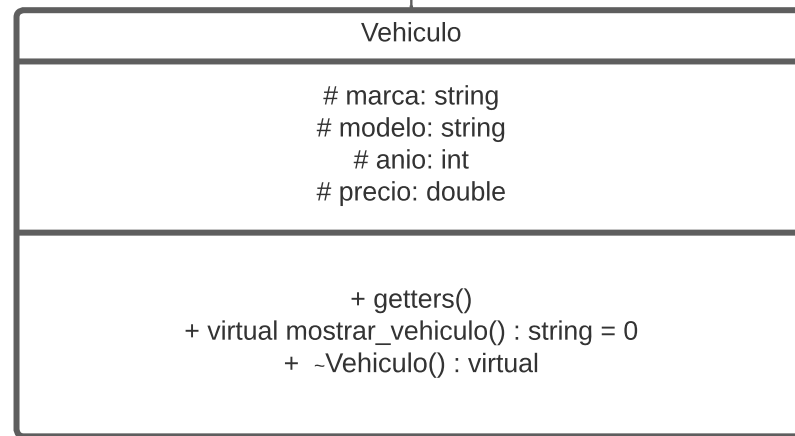 Vehiculo
# marca: string
# modelo: string
# anio: int
# precio: double
+ getters()
+ virtual mostrar_vehiculo() : string = 0
+ ~Vehiculo() : virtual